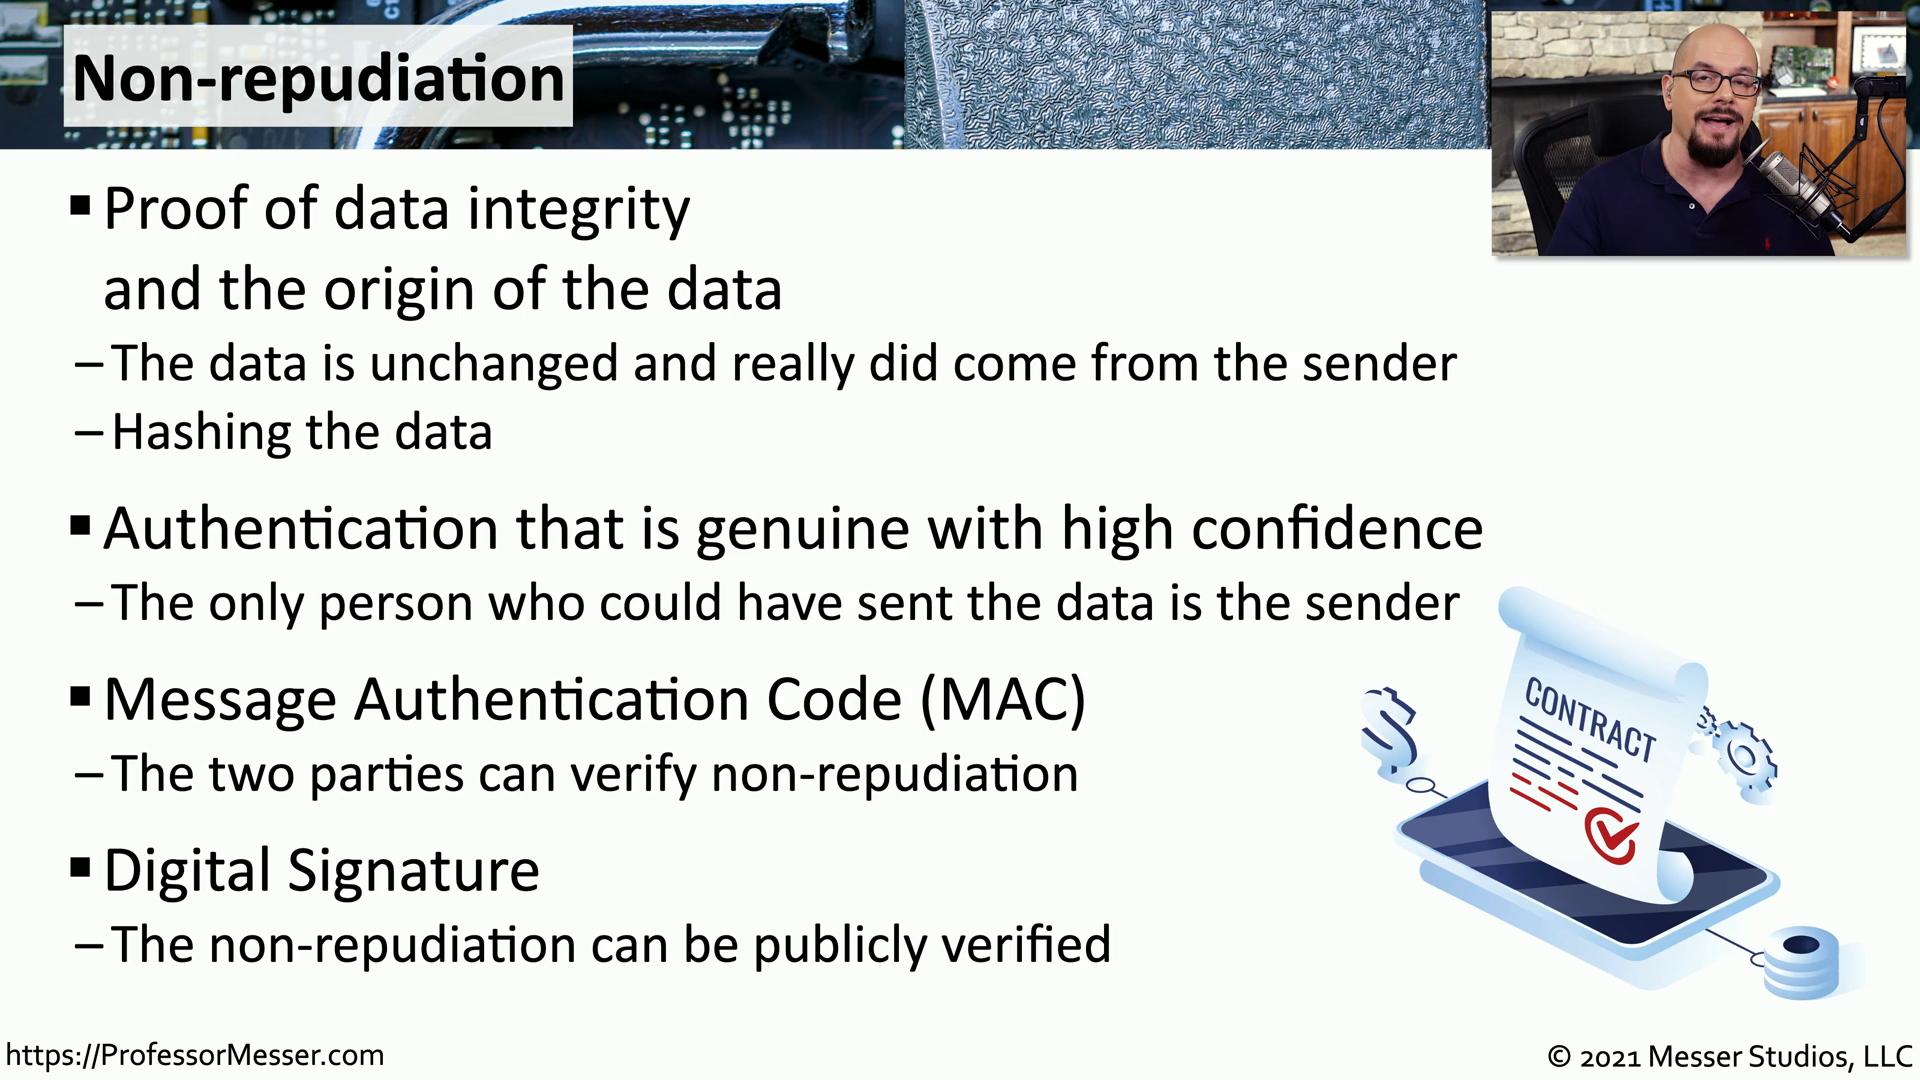 Non-repudiation
▪ Proof of data integrity
and the origin of the data
– The data is unchanged and really did come from the sender
– Hashing the data
▪ Authentication that is genuine with high confidence
– The only person who could have sent the data is the sender
▪ Message Authentication Code (MAC)
– The two parties can verify non-repudiation
▪ Digital Signature
– The non-repudiation can be publicly verified
$
CONTRACT
https://ProfessorMesser.com
© 2021 Messer Studios, LLC